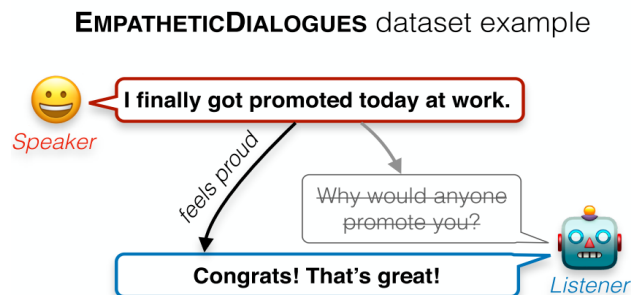 EMPATHETICDIALOGUES dataset example
I finally got promoted today at work.
Speaker
feels proud
Why would anyone
promote you?
Congrats! That's great!
Listener